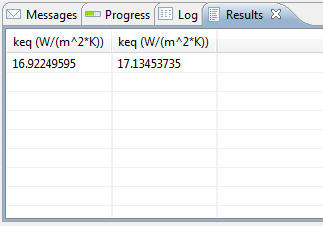 Messages Progress Log Results
keq (W/(m^2*K)) keq (W/(m^2*K))
16.92249595 17.13453735